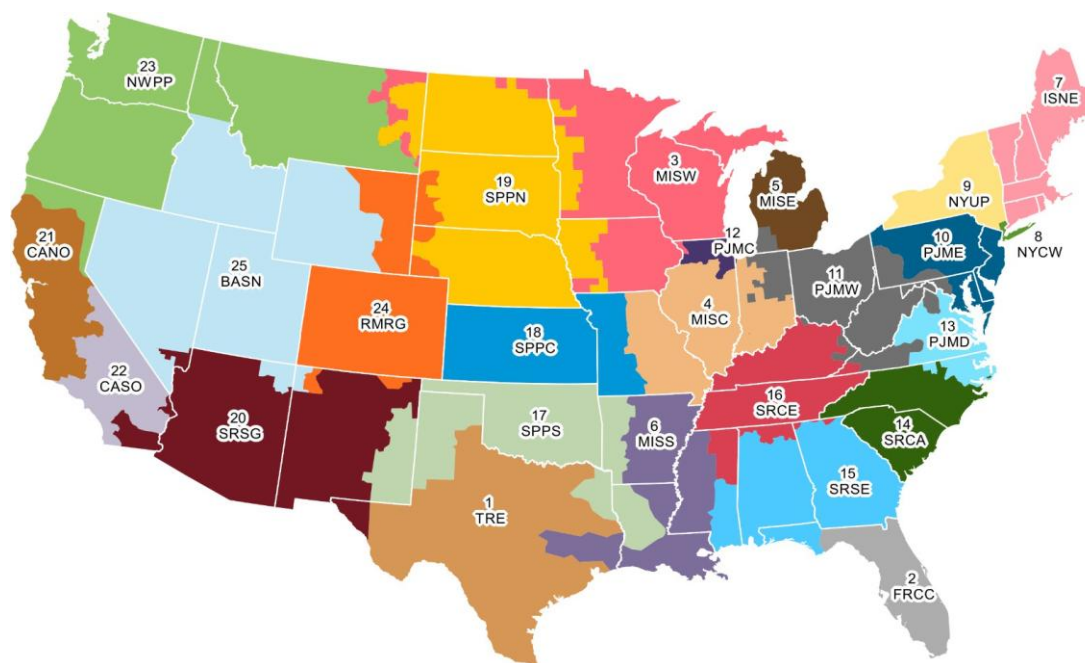 23
NWPP
7
ISNE
3
MISW
19
SPPN
5
MISE
9
NYUP
21
CANO
12
PJMC
10
PJME
8
NYCW
25
BASN
11
PJMW
24
RMRG
4
MISC
18
SPPC
13
PJMD
22
CASO
16
SRCE
20
SRSG
17
SPPS
6
MISS
14
SRCA
15
SRSE
1
TRE
2
FRCC